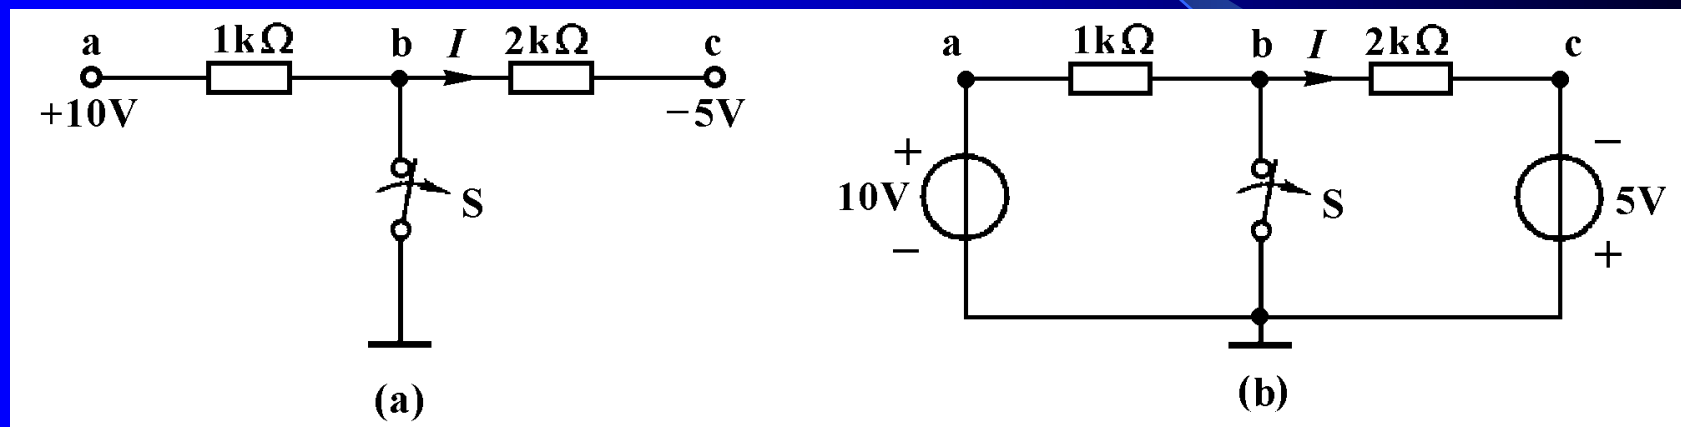 a 1kΩ b I 2kΩ c
+10V −5V
S
(a)
a 1kΩ b I 2kΩ c
+ −
10V S 5V
− +
(b)